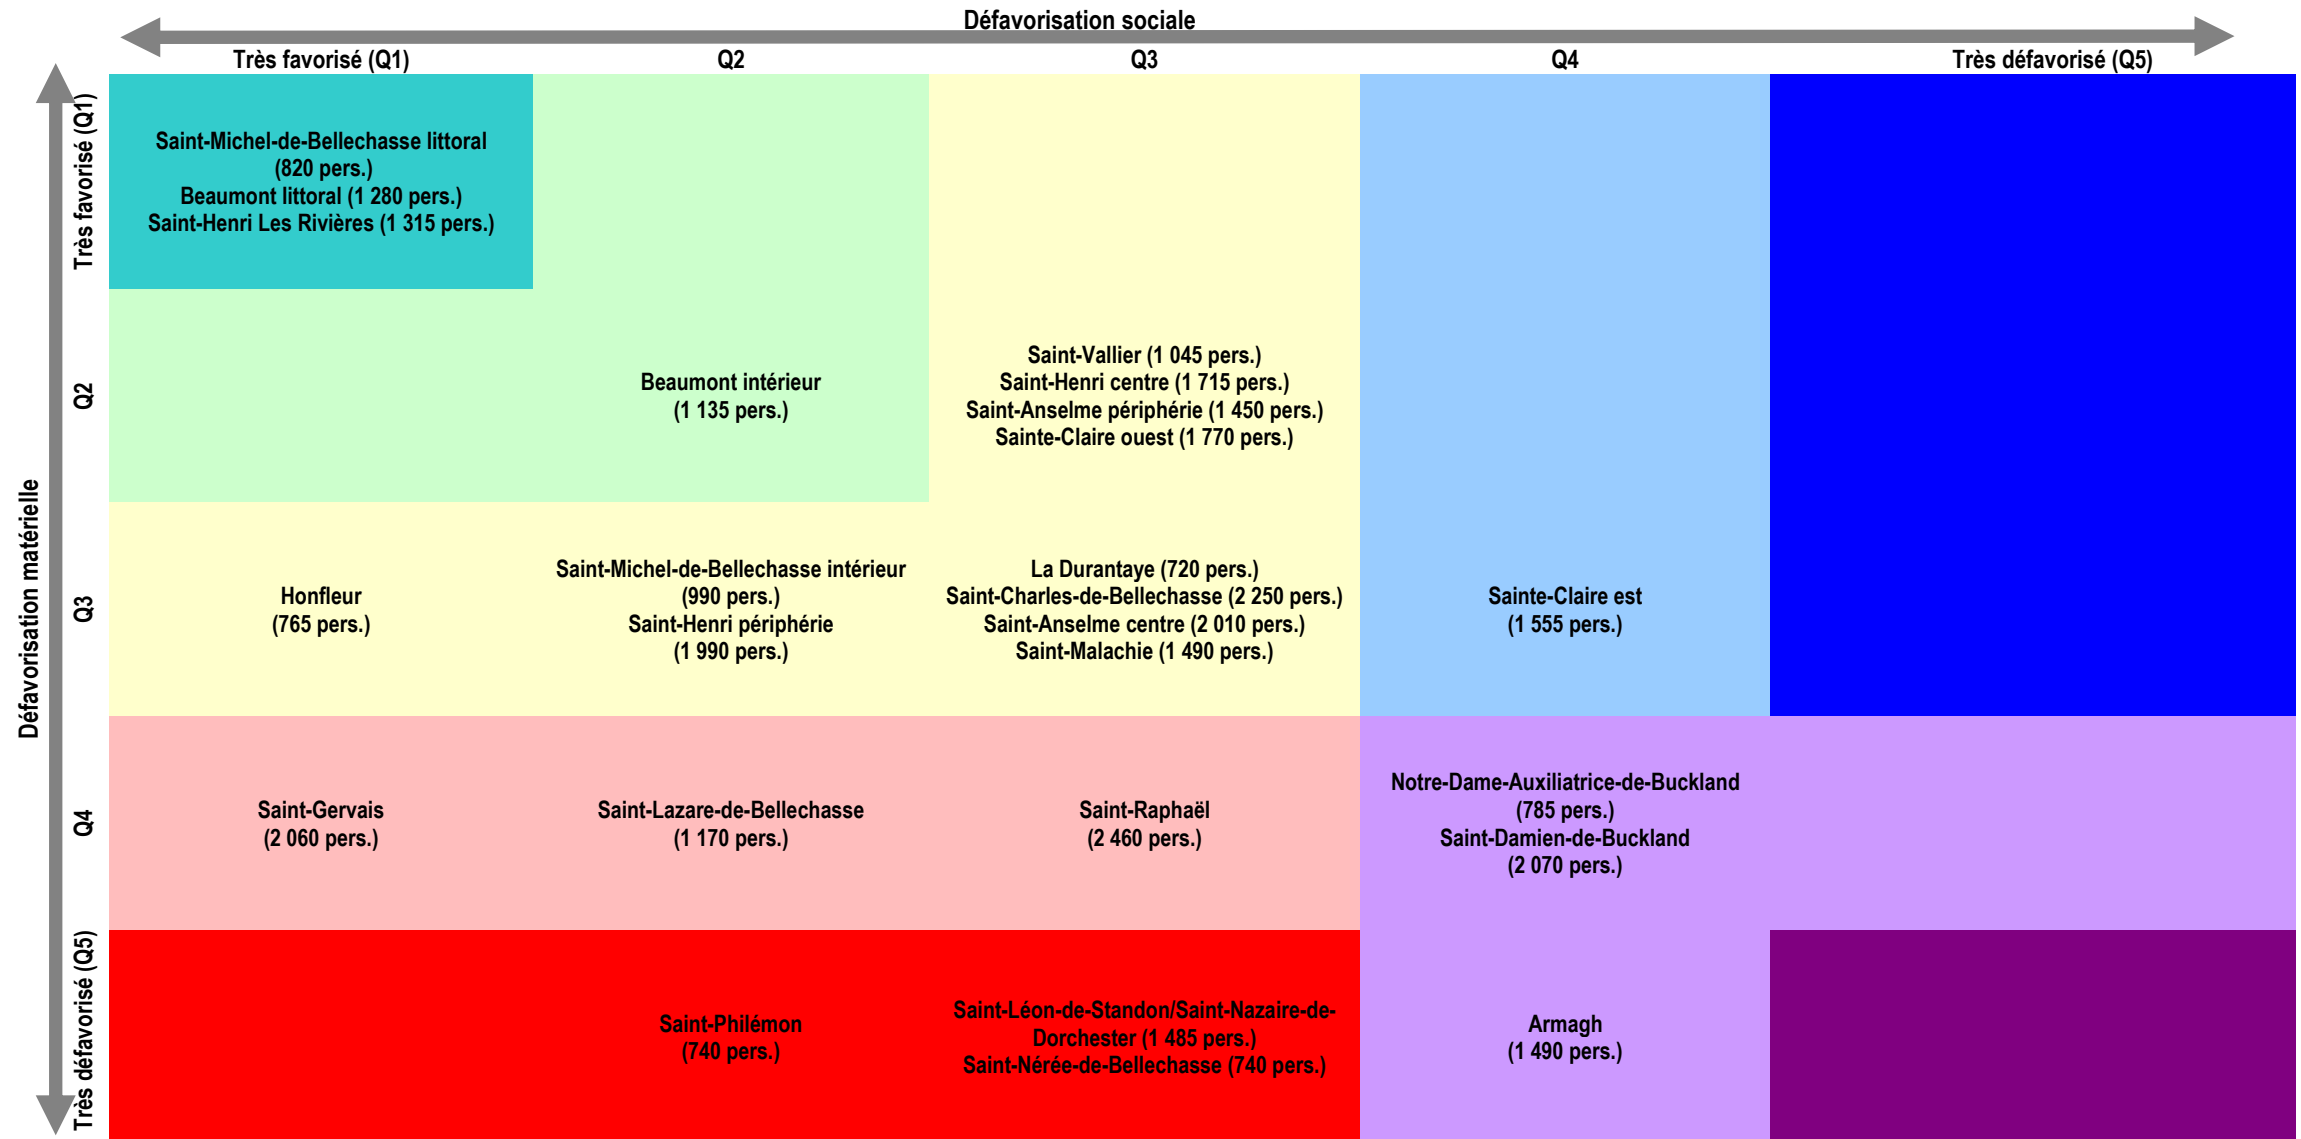 Défavorisation sociale
Très favorisé (Q1)
Q2
Q3
Q4
Très défavorisé (Q5)
Défavorisation matérielle
Très favorisé (Q1)
Saint-Michel-de-Bellechasse littoral
(820 pers.)
Beaumont littoral (1 280 pers.)
Saint-Henri Les Rivières (1 315 pers.)
Q2
Beaumont intérieur
(1 135 pers.)
Saint-Vallier (1 045 pers.)
Saint-Henri centre (1 715 pers.)
Saint-Anselme périphérie (1 450 pers.)
Sainte-Claire ouest (1 770 pers.)
Q3
Honfleur
(765 pers.)
Saint-Michel-de-Bellechasse intérieur
(990 pers.)
Saint-Henri périphérie
(1 990 pers.)
La Durantaye (720 pers.)
Saint-Charles-de-Bellechasse (2 250 pers.)
Saint-Anselme centre (2 010 pers.)
Saint-Malachie (1 490 pers.)
Sainte-Claire est
(1 555 pers.)
Q4
Saint-Gervais
(2 060 pers.)
Saint-Lazare-de-Bellechasse
(1 170 pers.)
Saint-Raphaël
(2 460 pers.)
Notre-Dame-Auxiliatrice-de-Buckland
(785 pers.)
Saint-Damien-de-Buckland
(2 070 pers.)
Très défavorisé (Q5)
Saint-Philémon
(740 pers.)
Saint-Léon-de-Standon/Saint-Nazaire-de-
Dorchester (1 485 pers.)
Saint-Nérée-de-Bellechasse (740 pers.)
Armagh
(1 490 pers.)